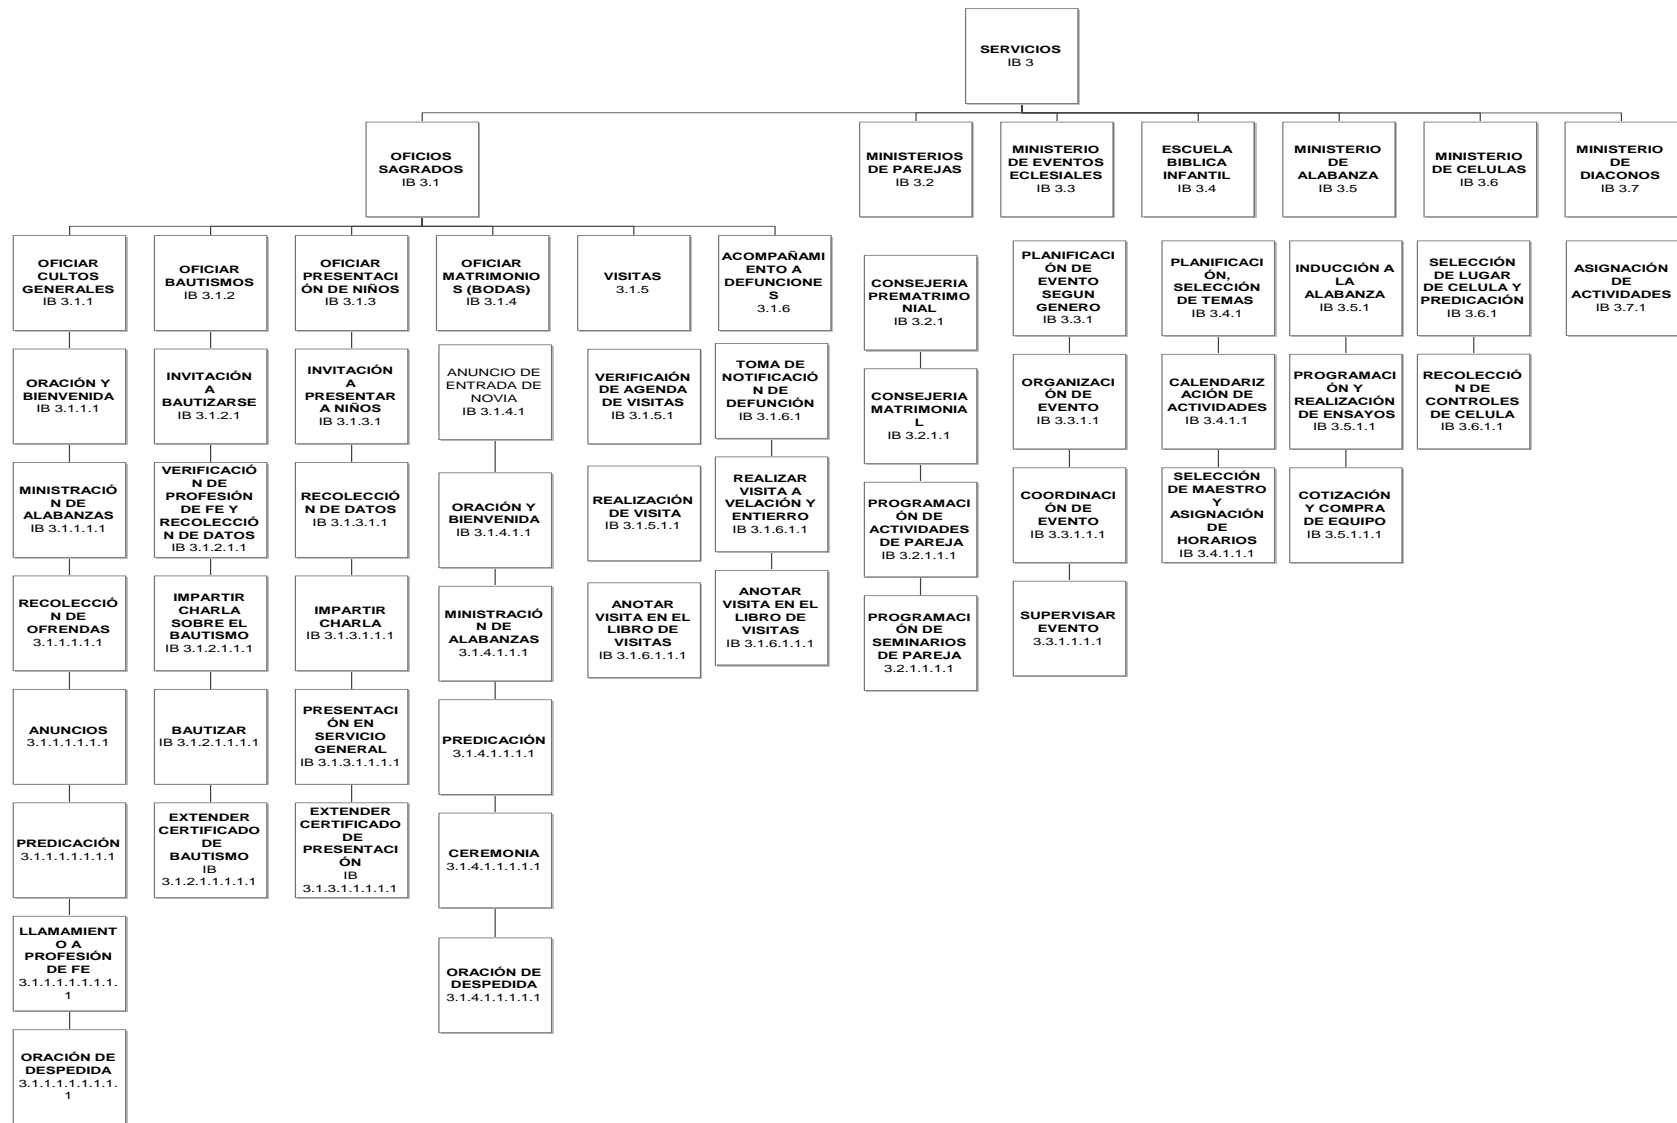 SERVICIOS
IB 3
OFICIOS
SAGRADOS
IB 3.1
MINISTERIOS
DE PAREJAS
IB 3.2
MINISTERIO
DE EVENTOS
ECLESIALES
IB 3.3
ESCUELA
BIBLICA
INFANTIL
IB 3.4
MINISTERIO
DE
ALABANZA
IB 3.5
MINISTERIO
DE CELULAS
IB 3.6
MINISTERIO
DE
DIACONOS
IB 3.7
OFICIAR
CULTOS
GENERALES
IB 3.1.1
ORACIÓN Y
BIENVENIDA
IB 3.1.1.1
MINISTRACIÓ
N DE
ALABANZAS
IB 3.1.1.1.1
RECOLECCIÓ
N DE
OFRENDAS
3.1.1.1.1.1
ANUNCIOS
3.1.1.1.1.1.1
PREDICACIÓN
3.1.1.1.1.1.1.1
LLAMAMIENT
O A
PROFESIÓN
DE FE
3.1.1.1.1.1.1.1.
1
ORACIÓN DE
DESPEDIDA
3.1.1.1.1.1.1.1.
1
OFICIAR
BAUTISMOS
IB 3.1.2
INVITACIÓN
A
BAUTIZARSE
IB 3.1.2.1
VERIFICACIÓ
N DE
PROFESIÓN
DE FE Y
RECOLECCIÓ
N DE DATOS
IB 3.1.2.1.1
IMPARTIR
CHARLA
SOBRE EL
BAUTISMO
IB 3.1.2.1.1.1
BAUTIZAR
IB 3.1.2.1.1.1.1
EXTENDER
CERTIFICADO
DE
BAUTISMO
IB
3.1.2.1.1.1.1.1
OFICIAR
PRESENTACI
ÓN DE NIÑOS
IB 3.1.3
INVITACIÓN
A
PRESENTAR
A NIÑOS
IB 3.1.3.1
RECOLECCIÓ
N DE DATOS
IB 3.1.3.1.1
IMPARTIR
CHARLA
IB 3.1.3.1.1.1
PRESENTACI
ÓN EN
SERVICIO
GENERAL
IB 3.1.3.1.1.1.1
EXTENDER
CERTIFICADO
DE
PRESENTACI
ÓN
IB
3.1.3.1.1.1.1.1
OFICIAR
MATRIMONIO
S (BODAS)
IB 3.1.4
ANUNCIO DE
ENTRADA DE
NOVIA
IB 3.1.4.1
ORACIÓN Y
BIENVENIDA
IB 3.1.4.1.1
MINISTRACIÓ
N DE
ALABANZAS
3.1.4.1.1.1
PREDICACIÓN
3.1.4.1.1.1.1
CEREMONIA
3.1.4.1.1.1.1.1
ORACIÓN DE
DESPEDIDA
3.1.4.1.1.1.1.1
VISITAS
3.1.5
VERIFICAIÓN
DE AGENDA
DE VISITAS
IB 3.1.5.1
REALIZACIÓN
DE VISITA
IB 3.1.5.1.1
ANOTAR
VISITA EN EL
LIBRO DE
VISITAS
IB 3.1.6.1.1.1
ACOMPAÑAMI
ENTO A
DEFUNCIONE
S
3.1.6
TOMA DE
NOTIFICACIÓ
N DE
DEFUNCIÓN
IB 3.1.6.1
REALIZAR
VISITA A
VELACIÓN Y
ENTIERRO
IB 3.1.6.1.1
ANOTAR
VISITA EN EL
LIBRO DE
VISITAS
IB 3.1.6.1.1.1
CONSEJERIA
PREMATRIMO
NIAL
IB 3.2.1
CONSEJERIA
MATRIMONIA
L
IB 3.2.1.1
PROGRAMACI
ÓN DE
ACTIVIDADES
DE PAREJA
IB 3.2.1.1.1
PROGRAMACI
ÓN DE
SEMINARIOS
DE PAREJA
3.2.1.1.1.1
PLANIFICACI
ÓN DE
EVENTO
SEGUN
GENERO
IB 3.3.1
ORGANIZACI
ÓN DE
EVENTO
IB 3.3.1.1
COORDINACI
ÓN DE
EVENTO
IB 3.3.1.1.1
SUPERVISAR
EVENTO
3.3.1.1.1.1
PLANIFICACI
ÓN,
SELECCIÓN
DE TEMAS
IB 3.4.1
CALENDARIZ
ACIÓN DE
ACTIVIDADES
IB 3.4.1.1
SELECCIÓN
DE MAESTRO
Y
ASIGNACIÓN
DE
HORARIOS
IB 3.4.1.1.1
INDUCCIÓN A
LA
ALABANZA
IB 3.5.1
PROGRAMACI
ÓN Y
REALIZACIÓN
DE ENSAYOS
IB 3.5.1.1
COTIZACIÓN
Y COMPRA
DE EQUIPO
IB 3.5.1.1.1
SELECCIÓN
DE LUGAR
DE CELULA Y
PREDICACIÓN
IB 3.6.1
RECOLECCIÓ
N DE
CONTROLES
DE CELULA
IB 3.6.1.1
ASIGNACIÓN
DE
ACTIVIDADES
IB 3.7.1